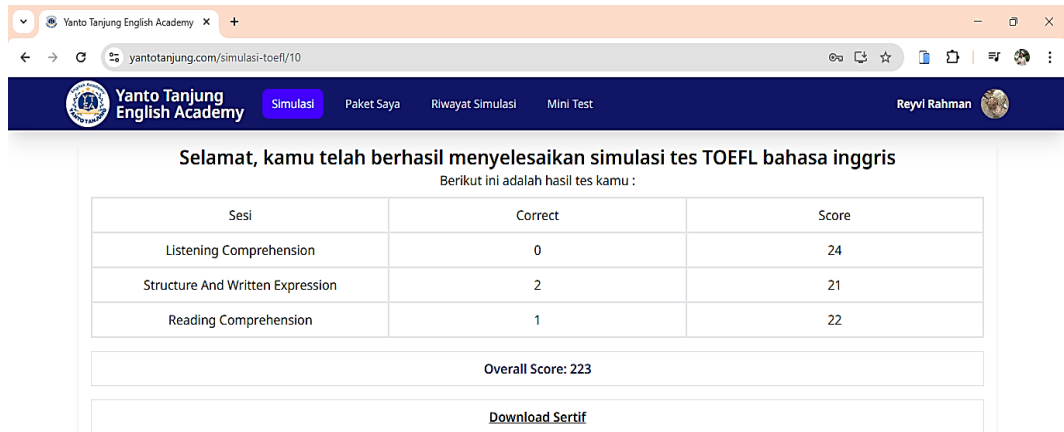 Yanto Tanjung English Academy
yantotanjung.com/simulasi-toefl/10
Yanto Tanjung
English Academy
Simulasi
Paket Saya
Riwayat Simulasi
Mini Test
Reyvi Rahman
Selamat, kamu telah berhasil menyelesaikan simulasi tes TOEFL bahasa inggris
Berikut ini adalah hasil tes kamu :
Sesi Correct Score
Listening Comprehension 0 24
Structure And Written Expression 2 21
Reading Comprehension 1 22
Overall Score: 223
Download Sertif